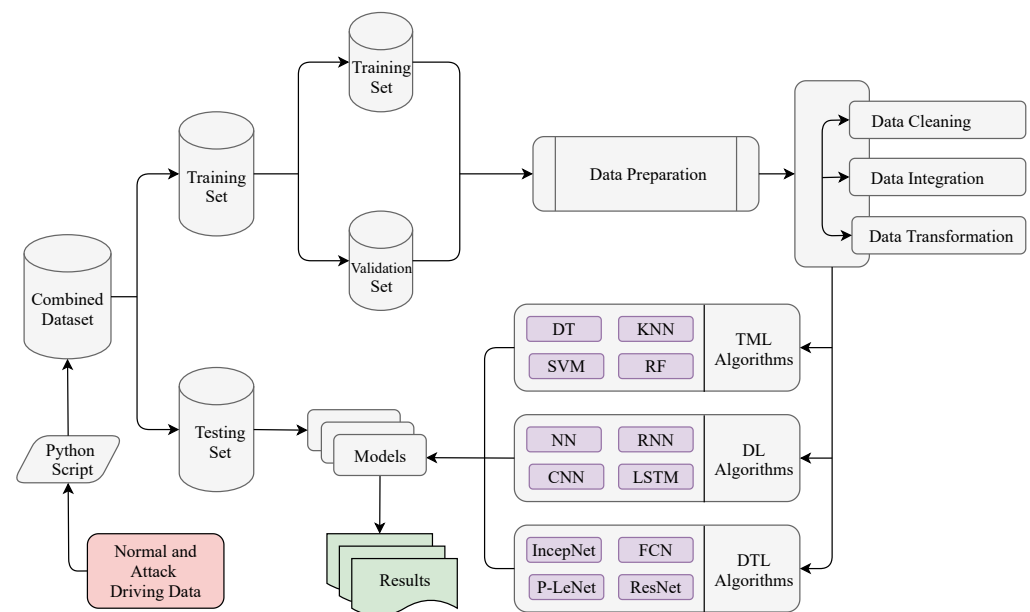 Training
Set
Training
Set
Validation
Set
Data Preparation
Data Cleaning
Data Integration
Data Transformation
Combined
Dataset
Python
Script
Normal and
Attack
Driving Data
Testing
Set
Models
Results
DT
KNN
SVM
RF
TML
Algorithms
NN
RNN
CNN
LSTM
DL
Algorithms
IncepNet
FCN
P-LeNet
ResNet
DTL
Algorithms